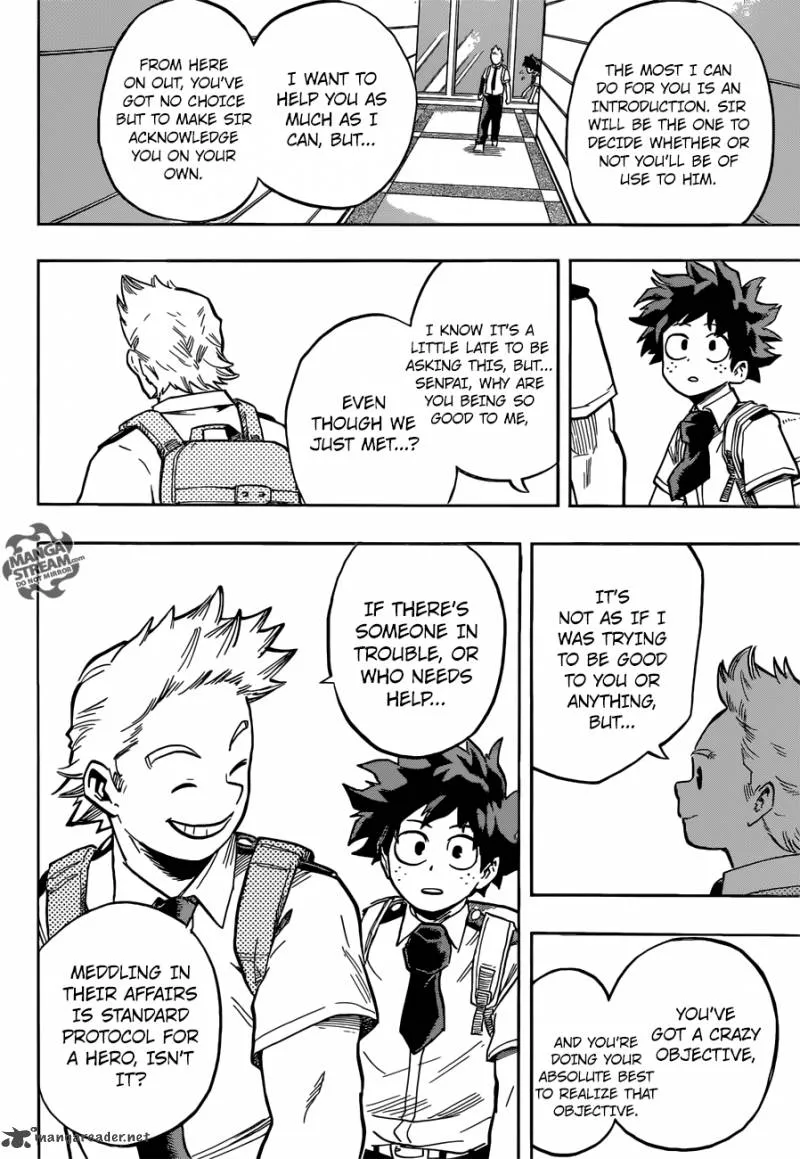 THE MOST I CAN
DO FOR YOU IS AN
INTRODUCTION. SIR
WILL BE THE ONE TO
DECIDE WHETHER OR
NOT YOU'LL BE OF
USE TO HIM.
I WANT TO
HELP YOU AS
MUCH AS I
CAN, BUT...
FROM HERE
ON OUT, YOU'VE
GOT NO CHOICE
BUT TO MAKE SIR
ACKNOWLEDGE
YOU ON YOUR
OWN.
I KNOW IT'S A
LITTLE LATE TO BE
ASKING THIS, BUT...
SENPAI, WHY ARE
YOU BEING SO
GOOD TO ME,
EVEN
THOUGH WE
JUST MET...?
IT'S
NOT AS IF I
WAS TRYING
TO BE GOOD
TO YOU OR
ANYTHING,
BUT...
YOU'VE
GOT A CRAZY
OBJECTIVE,
AND YOU'RE
DOING YOUR
ABSOLUTE BEST
TO REALIZE THAT
OBJECTIVE.
IF THERE'S
SOMEONE IN
TROUBLE, OR
WHO NEEDS
HELP...
MEDDLING IN
THEIR AFFAIRS
IS STANDARD
PROTOCOL FOR
A HERO, ISN'T
IT?
MANGA
STREAM.com
DO NOT MIRROR
mangareader.net